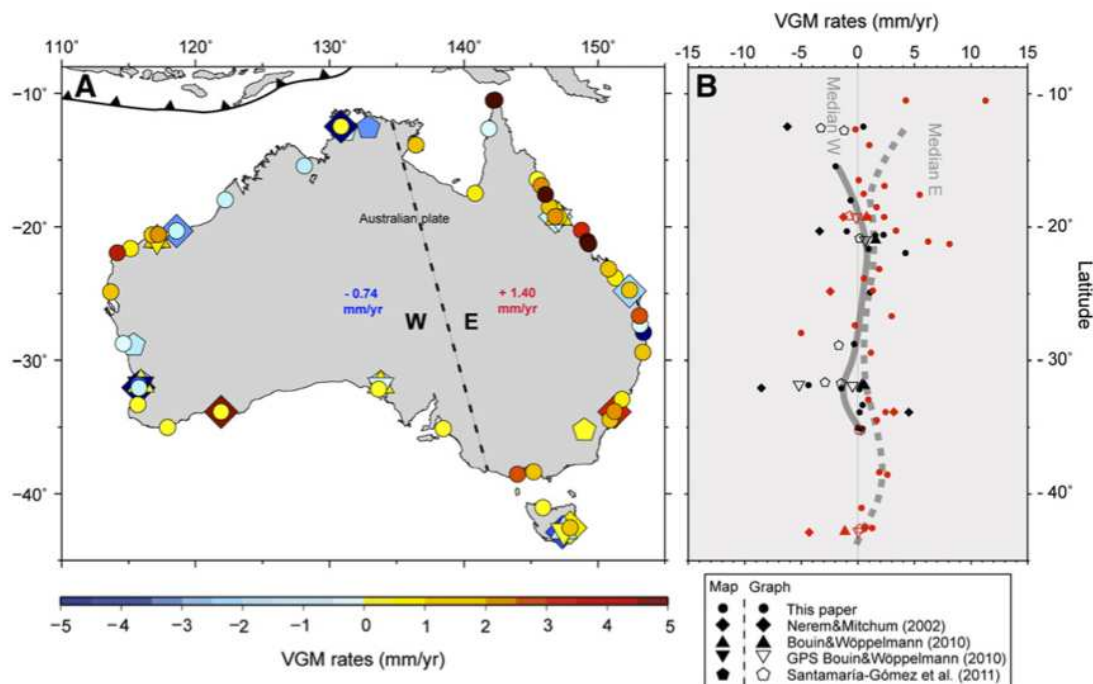 VGM rates (mm/yr)
110˚ 120˚ 130˚ 140˚ 150˚
-15 -10 -5 0 5 10 15
A
B
−10˚
−20˚
−30˚
−40˚
Australian plate
- 0.74
mm/yr
+ 1.40
mm/yr
W E
Median W
Median E
- 10˚
- 20˚
- 30˚
- 40˚
Latitude
−5 −4 −3 −2 −1 0 1 2 3 4 5
VGM rates (mm/yr)
Map Graph
This paper
Nerem&Mitchum (2002)
Bouin&Wöppelmann (2010)
GPS Bouin&Wöppelmann (2010)
Santamaría-Gómez et al. (2011)